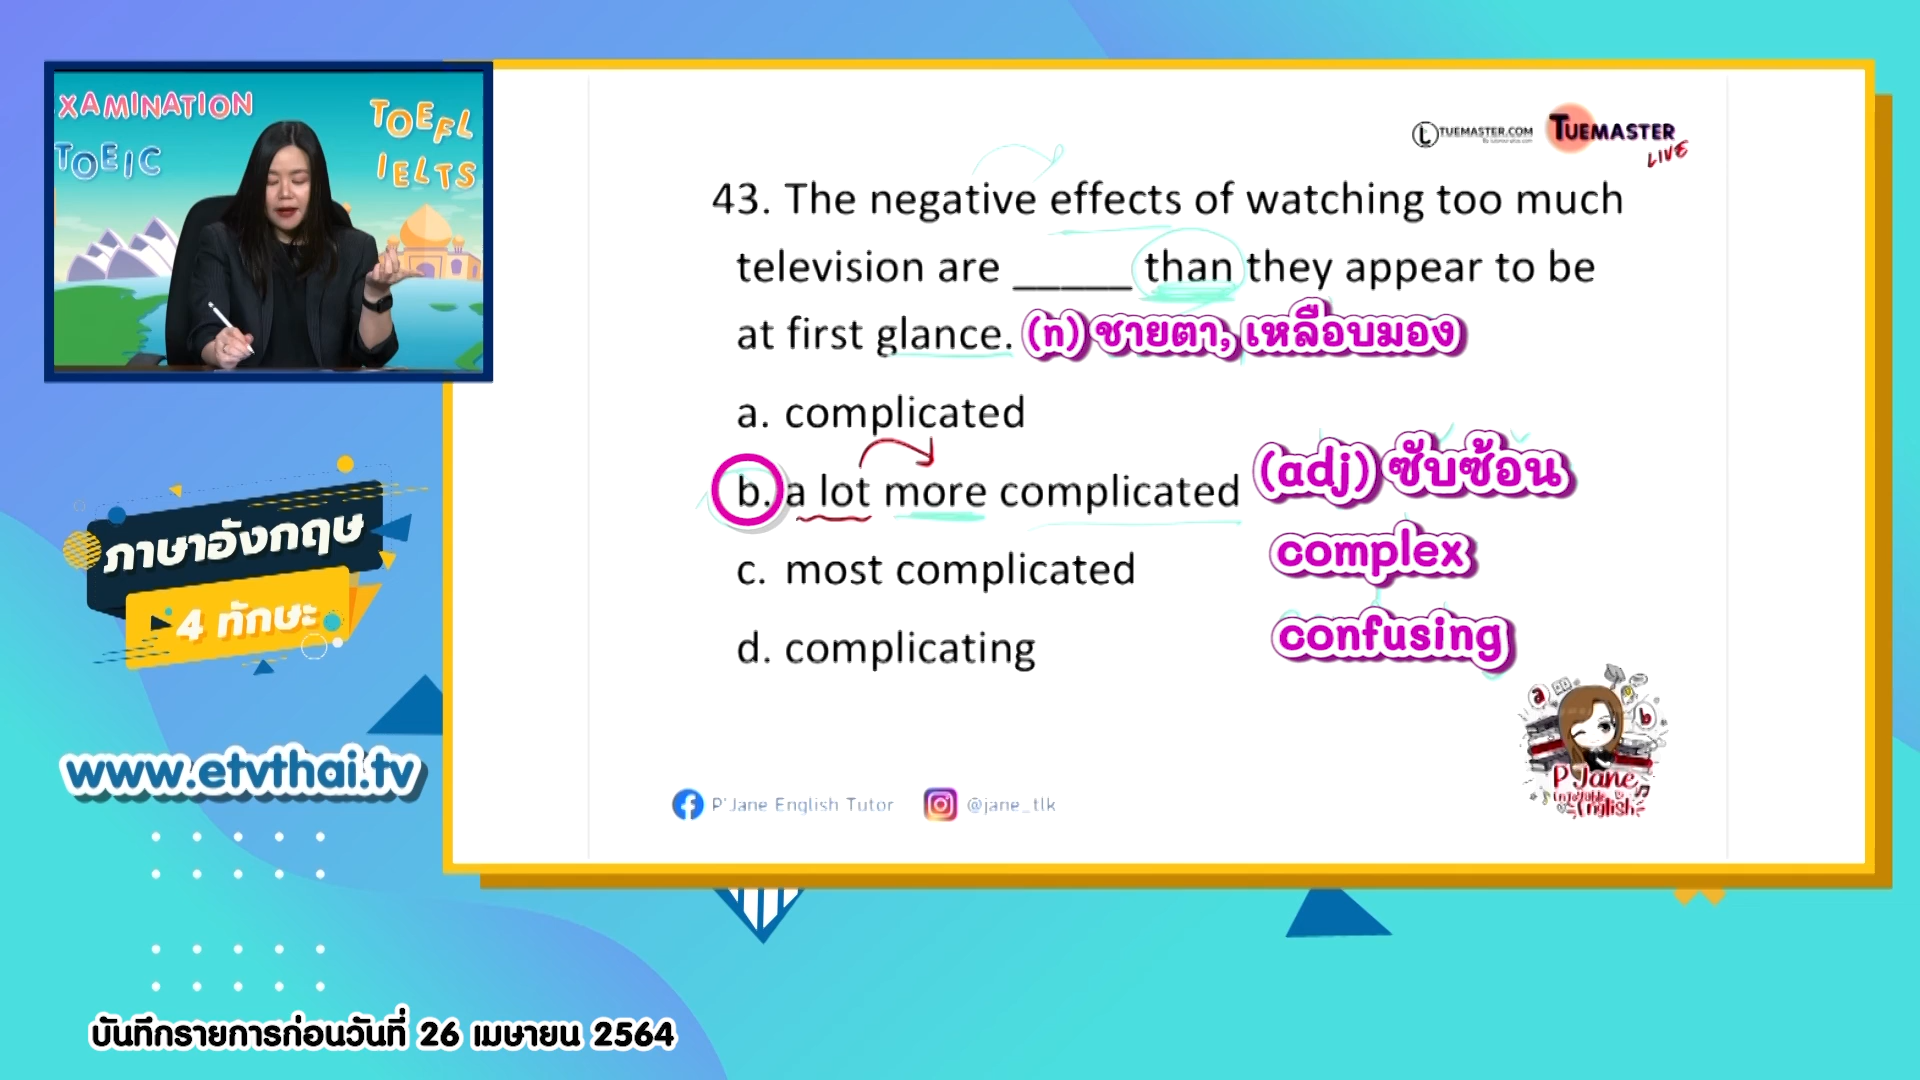 XAMINATION
TOEIC
TOEFL
IELTS
TUEMASTER.COM
TUEMASTER
LIVE
43. The negative effects of watching too much
television are _____ than they appear to be
at first glance. (n) ชายตา, เหลือบมอง
a. complicated
b. a lot more complicated (adj) ซับซ้อน
c. most complicated
complex
d. complicating
confusing
ภาษาอังกฤษ
4 ทักษะ
www.etvthai.tv
P'Jane English Tutor
@jane_tlk
a
b
P'Jane
English
บันทึกรายการก่อนวันที่ 26 เมษายน 2564